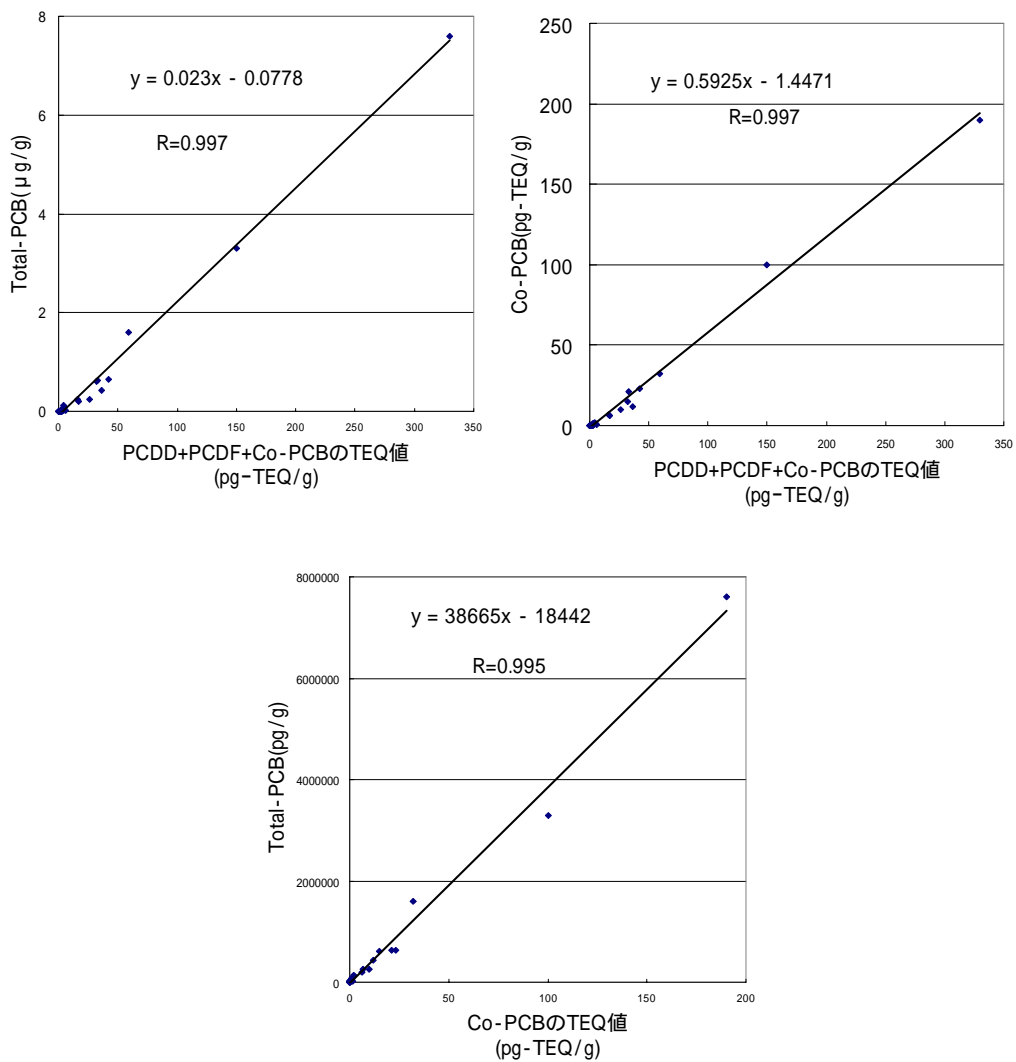 8
6
4
2
0
Total-PCB(μg/g)
y = 0.023x - 0.0778
R=0.997
0 50 100 150 200 250 300 350
PCDD+PCDF+Co-PCBのTEQ値
(pg-TEQ/g)
250
200
150
100
50
0
Co-PCB(pg-TEQ/g)
y = 0.5925x - 1.4471
R=0.997
0 50 100 150 200 250 300 350
PCDD+PCDF+Co-PCBのTEQ値
(pg-TEQ/g)
8000000
6000000
4000000
2000000
0
Total-PCB(pg/g)
y = 38665x - 18442
R=0.995
0 50 100 150 200
Co-PCBのTEQ値
(pg-TEQ/g)